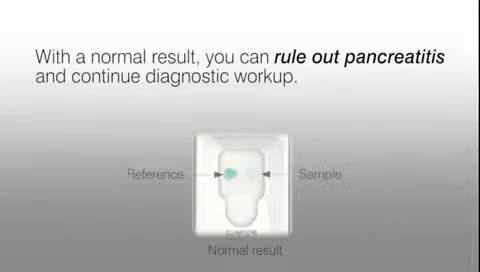 With a normal result, you can rule out pancreatitis
and continue diagnostic workup.
Reference
Sample
Normal result